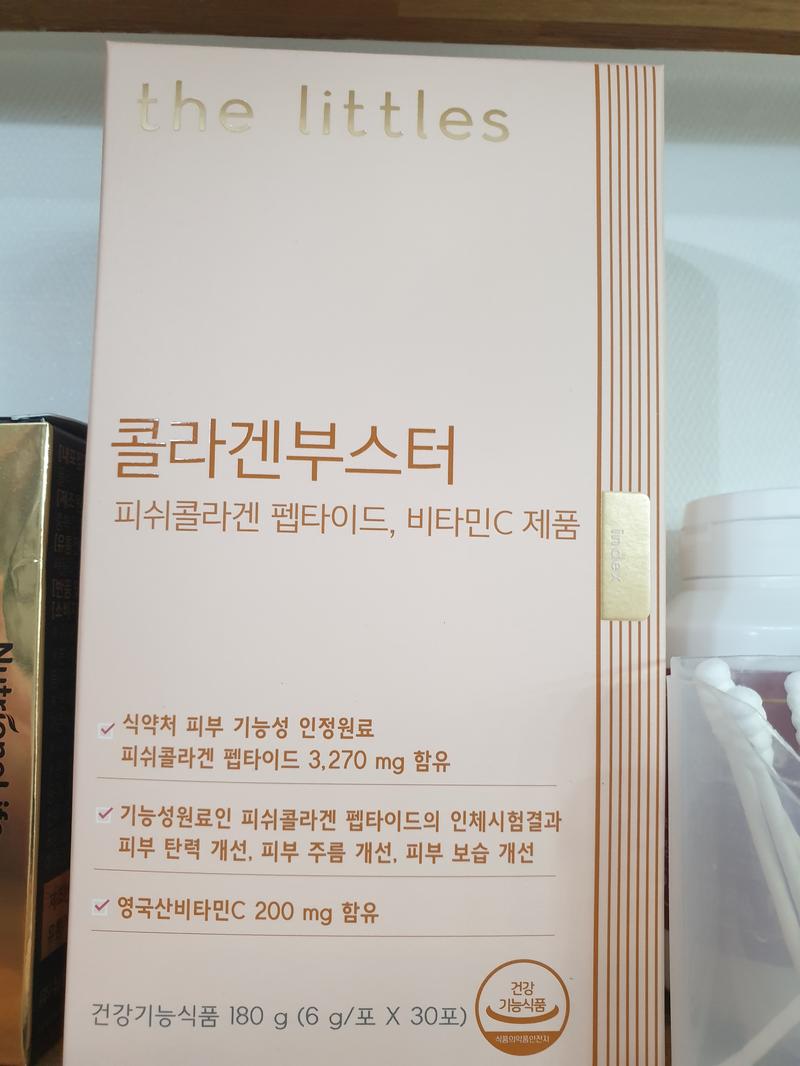 the littles
콜라겐부스터
피쉬콜라겐 펩타이드, 비타민C 제품
index
식약처 피부 기능성 인정원료
피쉬콜라겐 펩타이드 3,270 mg 함유
기능성원료인 피쉬콜라겐 펩타이드의 인체시험결과
피부 탄력 개선, 피부 주름 개선, 피부 보습 개선
영국산비타민C 200 mg 함유
건강기능식품 180 g (6 g/포 X 30포)
건강
기능식품
식품의약품안전처